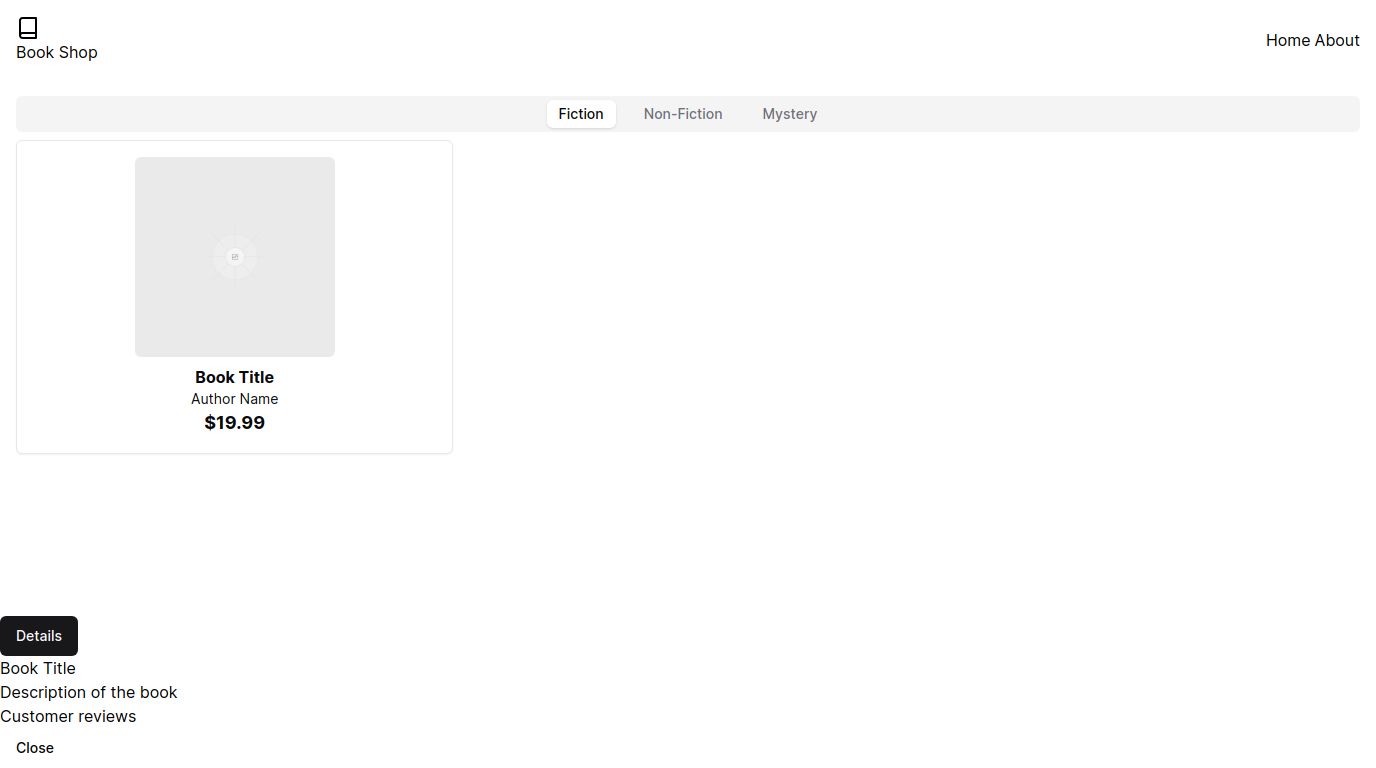 Book Shop
Home About
Fiction Non-Fiction Mystery
Book Title
Author Name
$19.99
Details
Book Title
Description of the book
Customer reviews
Close